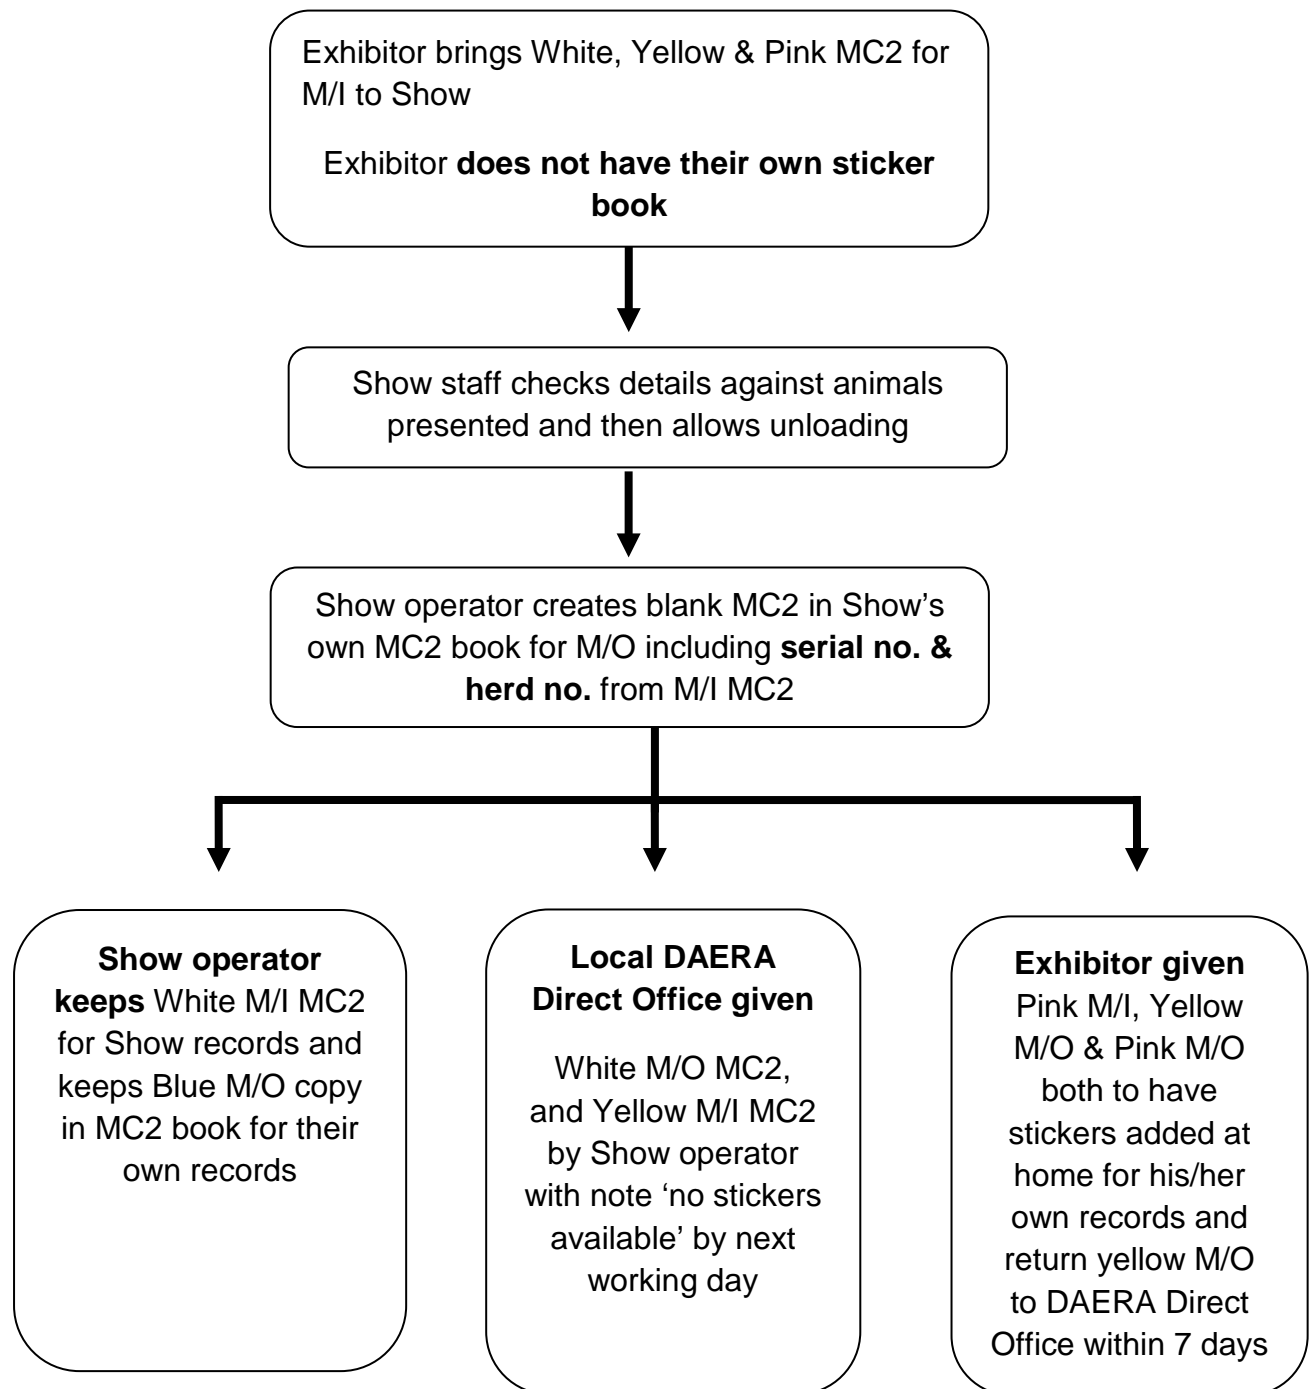 Exhibitor brings White, Yellow & Pink MC2 for
M/I to Show
Exhibitor does not have their own sticker
book
Show staff checks details against animals
presented and then allows unloading
Show operator creates blank MC2 in Show’s
own MC2 book for M/O including serial no. &
herd no. from M/I MC2
Show operator
keeps White M/I MC2
for Show records and
keeps Blue M/O copy
in MC2 book for their
own records
Local DAERA
Direct Office given
White M/O MC2,
and Yellow M/I MC2
by Show operator
with note ‘no stickers
available’ by next
working day
Exhibitor given
Pink M/I, Yellow
M/O & Pink M/O
both to have
stickers added at
home for his/her
own records and
return yellow M/O
to DAERA Direct
Office within 7 days